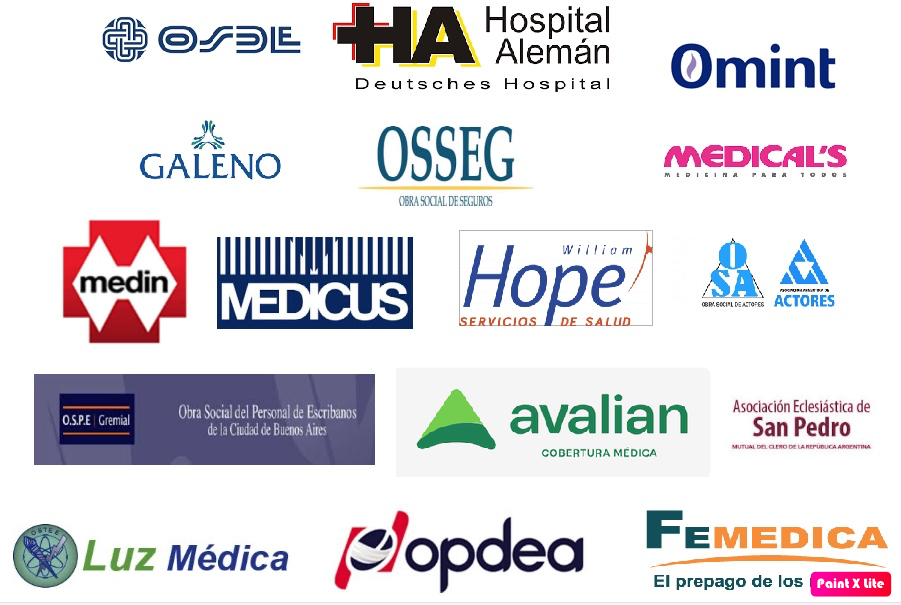 OSDE
HA Hospital
Alemán
Deutsches Hospital
Omint
GALENO
OSSEG
OBRA SOCIAL DE SEGUROS
MEDICAL'S
MEDICINA PARA TODOS
medin
MEDICUS
William
Hope
SERVICIOS DE SALUD
OSA
OBRA SOCIAL DE ACTORES
ACTORES
O.S.P.E | Gremial
Obra Social del Personal de Escribanos
de la Ciudad de Buenos Aires
avalian
COBERTURA MÉDICA
Asociación Eclesiástica de
San Pedro
MUTUAL DEL CLERO DE LA REPÚBLICA ARGENTINA
Luz Médica
opdea
FEMEDICA
El prepago de los
Paint X Lite